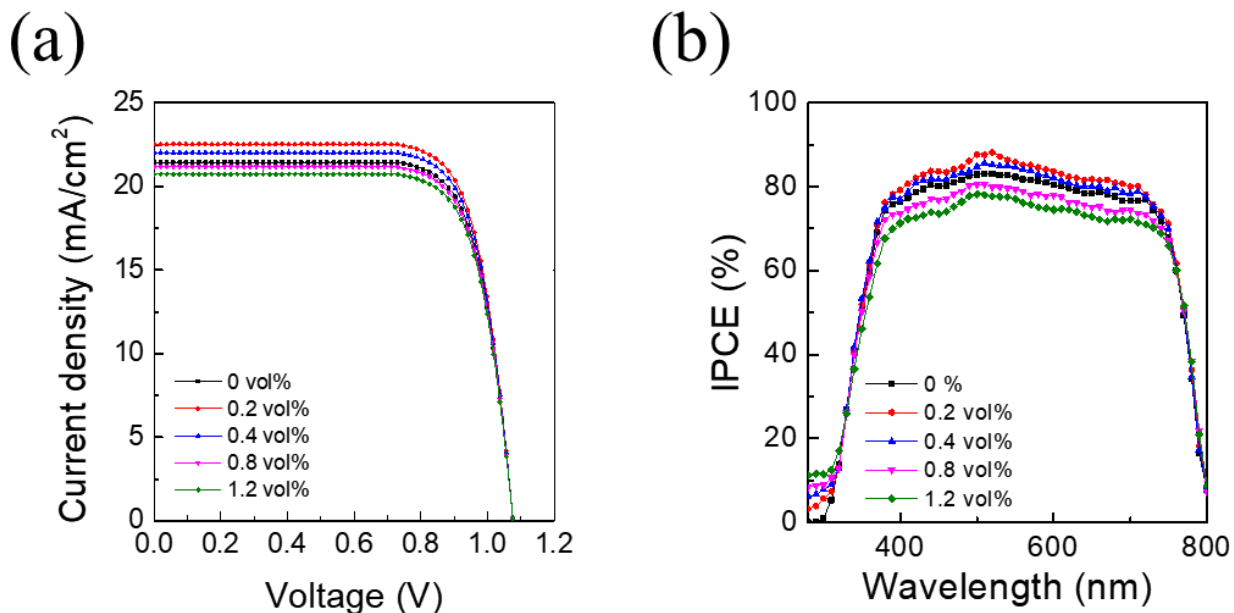 (a)
Current density (mA/cm²)
25
20
15
10
5
0
0 vol%
0.2 vol%
0.4 vol%
0.8 vol%
1.2 vol%
0.0 0.2 0.4 0.6 0.8 1.0 1.2
Voltage (V)
(b)
IPCE (%)
100
80
60
40
20
0
0 %
0.2 vol%
0.4 vol%
0.8 vol%
1.2 vol%
400 600 800
Wavelength (nm)